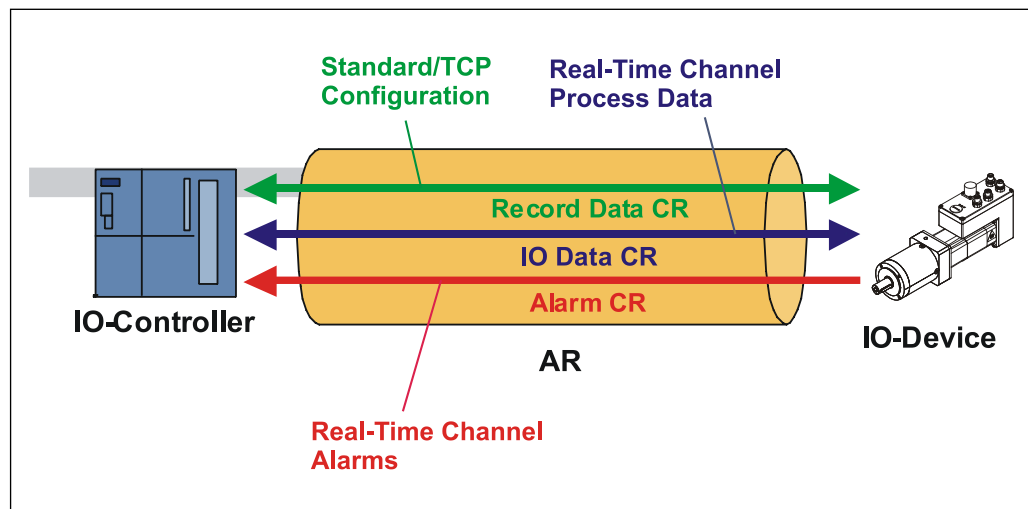 Standard/TCP
Configuration
Real-Time Channel
Process Data
Record Data CR
IO Data CR
Alarm CR
IO-Controller
IO-Device
AR
Real-Time Channel
Alarms